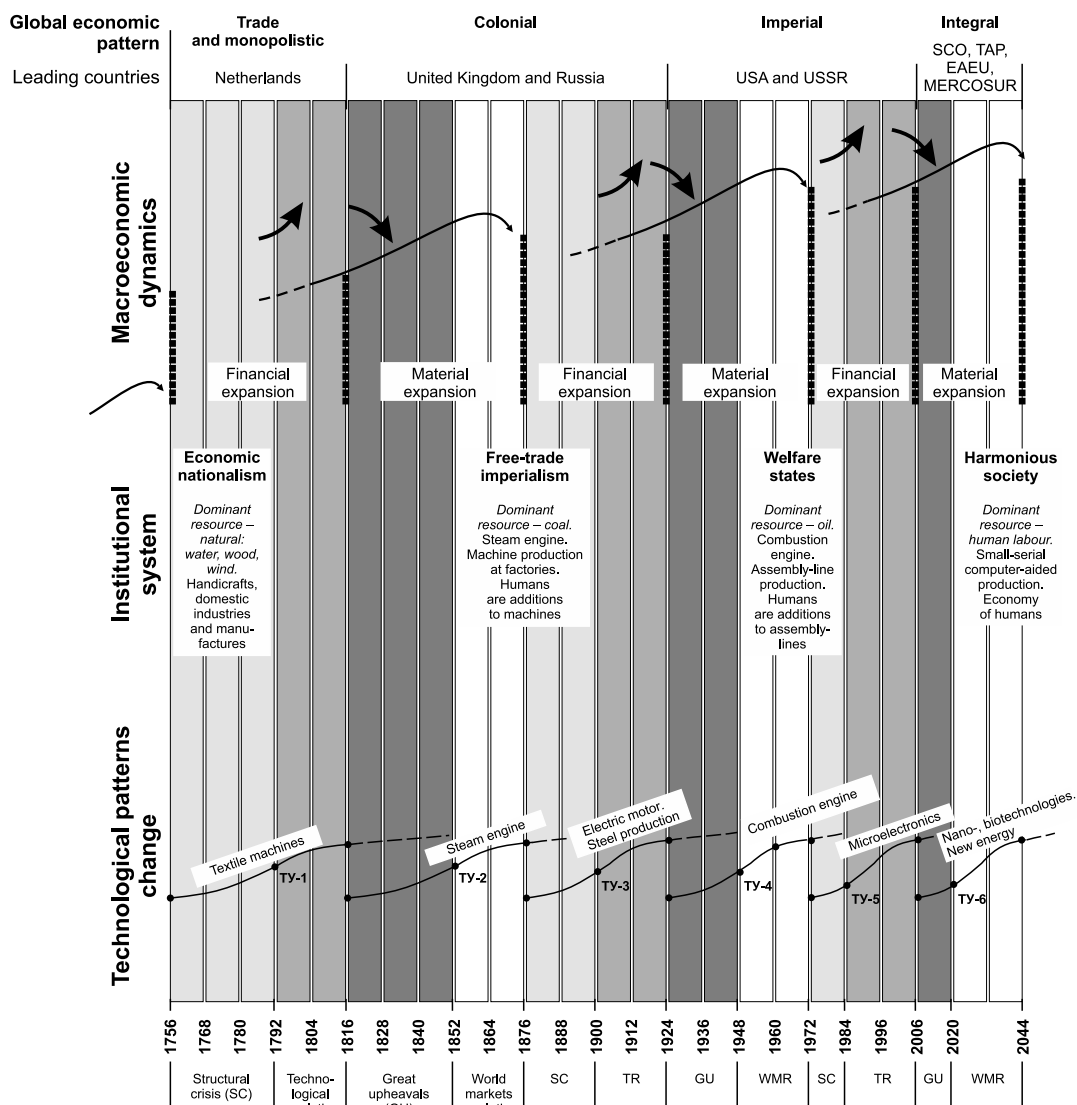 Global economic
pattern
Trade
and monopolistic
Colonial
Imperial
Integral
Leading countries
Netherlands
United Kingdom and Russia
USA and USSR
SCO, TAP,
EAEU,
MERCOSUR
Macroeconomic
dynamics
Financial
expansion
Material
expansion
Financial
expansion
Material
expansion
Financial
expansion
Material
expansion
Institutional
system
Economic
nationalism
Dominant
resource –
natural:
water, wood,
wind.
Handicrafts,
domestic
industries
and manu-
factures
Free-trade
imperialism
Dominant
resource – coal.
Steam engine.
Machine production
at factories.
Humans
are additions
to machines
Welfare
states
Dominant
resource – oil.
Combustion
engine.
Assembly-line
production.
Humans
are additions
to assembly-
lines
Harmonious
society
Dominant
resource –
human labour.
Small-serial
computer-aided
production.
Economy
of humans
Technological patterns
change
Textile machines
ТУ-1
Steam engine
ТУ-2
Electric motor.
Steel production
ТУ-3
Combustion engine
ТУ-4
Microelectronics
ТУ-5
Nano-, biotechnologies.
New energy
ТУ-6
1756
1768
1780
1792
1804
1816
1828
1840
1852
1864
1876
1888
1900
1912
1924
1936
1948
1960
1972
1984
1996
2006
2020
2044
Structural
crisis (SC)
Techno-
logical
Great
upheavals
World
markets
SC
TR
GU
WMR
SC
TR
GU
WMR